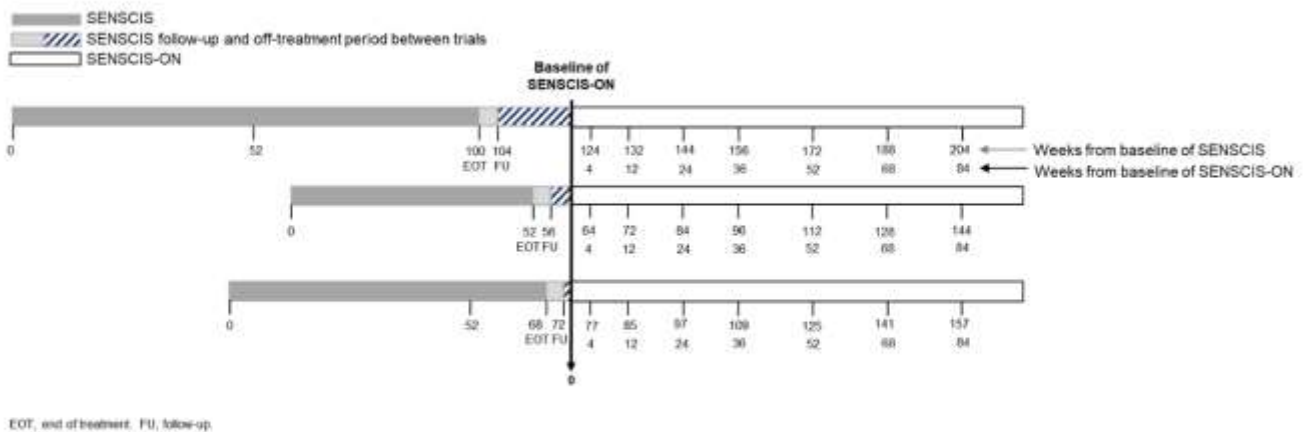 SENSCIS
SENSCIS follow-up and off-treatment period between trials
SENSCIS-ON
Baseline of
SENSCIS-ON
0 52 100 104 124 132 144 156 172 188 204 Weeks from baseline of SENSCIS
EOT FU 4 12 24 36 52 68 84 Weeks from baseline of SENSCIS-ON
0 52 56 64 72 84 96 112 128 144
EOT FU 4 12 24 36 52 68 84
0 52 68 72 77 85 97 109 125 141 157
EOT FU 4 12 24 36 52 68 84
0
EOT, end of treatment. FU, follow-up.